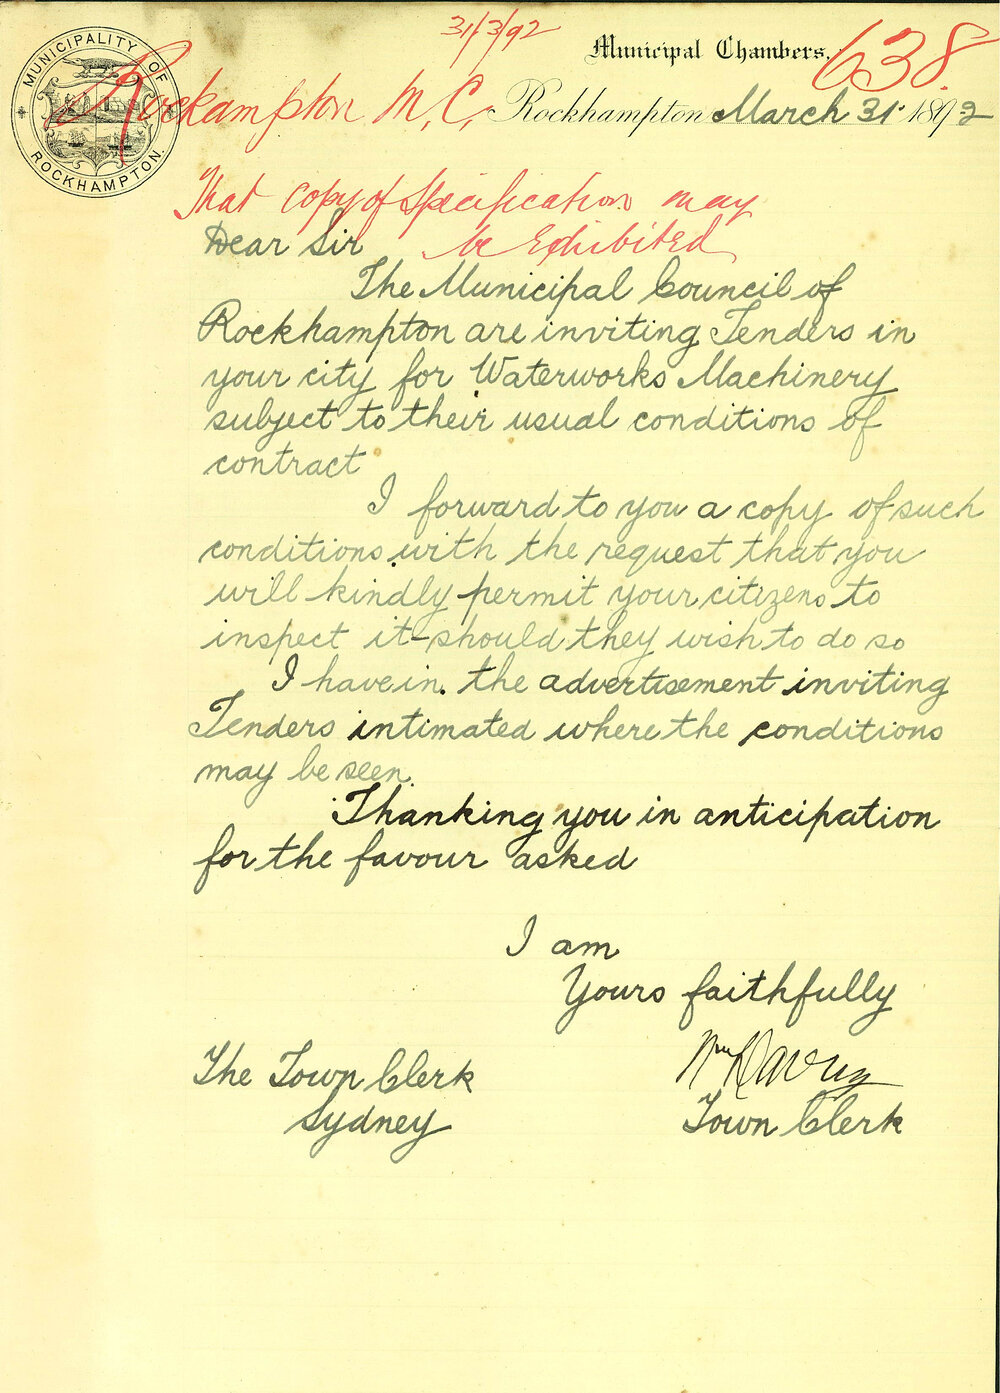 31/3/92
Municipal Chambers,
638.
MUNICIPALITY OF
ROCKHAMPTON.
Rockampton M. C.
Rockhampton March 31 1892
That copy of Specification may
be Exhibited
Dear Sir
The Municipal Council of
Rockhampton are inviting Tenders in
your city for Waterworks Machinery
subject to their usual conditions of
contract
I forward to you a copy of such
conditions with the request that you
will kindly permit your citizens to
inspect it should they wish to do so
I have in the advertisement inviting
Tenders intimated where the conditions
may be seen.
Thanking you in anticipation
for the favour asked
I am
Yours faithfully
Wm
Town Clerk
The Town Clerk
Sydney